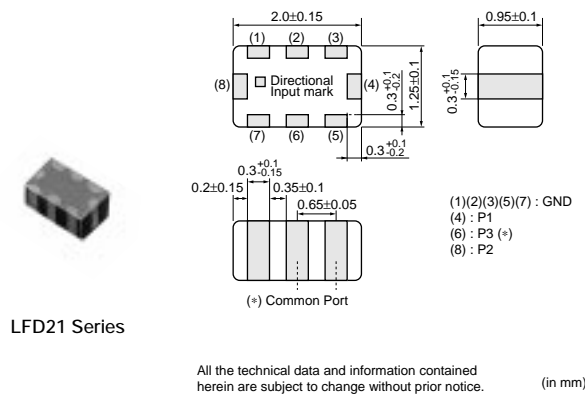 2.0±0.15
0.95±0.1
(1) (2) (3)
(8)
Directional
Input mark
(4)
(7) (6) (5)
0.3+0.1-0.2
1.25±0.1
0.3+0.1-0.15
0.3+0.1-0.2
0.3+0.1-0.15
0.2±0.15
0.35±0.1
0.65±0.05
(1)(2)(3)(5)(7) : GND
(4) : P1
(6) : P3 (*)
(8) : P2
(*) Common Port
LFD21 Series
All the technical data and information contained
herein are subject to change without prior notice.
(in mm)